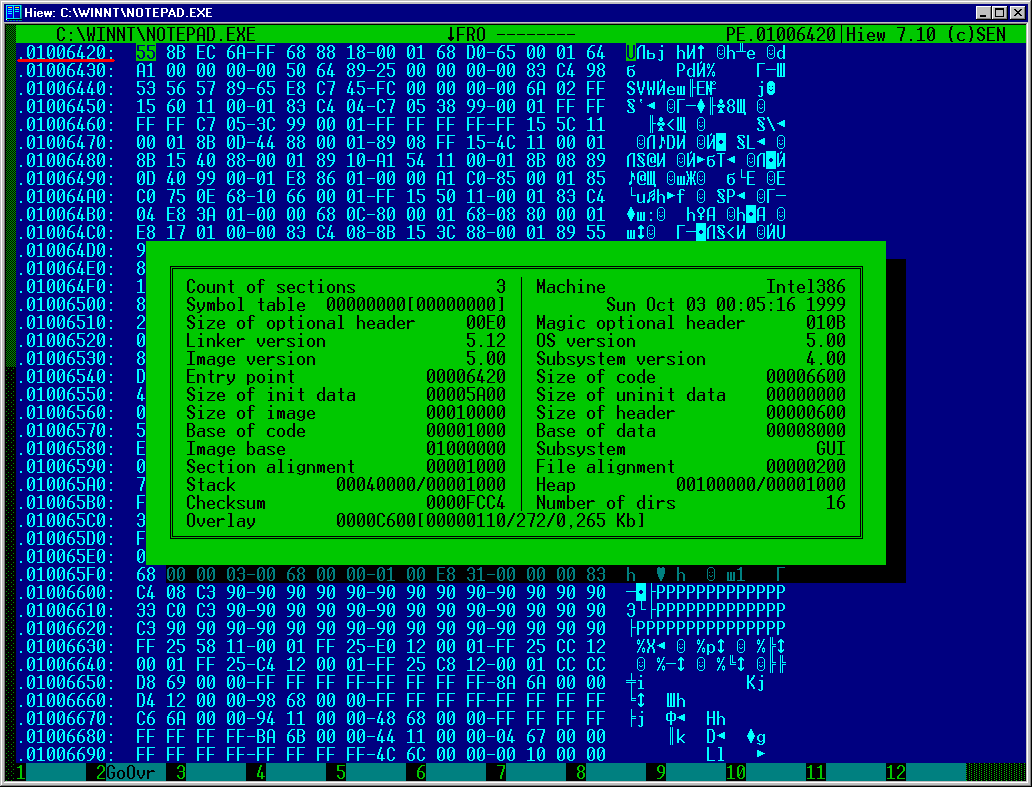 Hiew: C:\WINNT\NOTEPAD.EXE
C:\WINNT\NOTEPAD.EXE ↓FRO -------- PE.01006420|Hiew 7.10 (c)SEN
.01006420: 55 8B EC 6A-FF 68 88 18-00 01 68 D0-65 00 01 64
.01006430: A1 00 00 00-00 50 64 89-25 00 00 00-00 83 C4 98
.01006440: 53 56 57 89-65 E8 C7 45-FC 00 00 00-00 6A 02 FF
.01006450: 15 60 11 00-01 83 C4 04-C7 05 38 99-00 01 FF FF
.01006460: FF FF C7 05-3C 99 00 01-FF FF FF FF-FF 15 5C 11
.01006470: 00 01 8B 0D-44 88 00 01-89 08 FF 15-4C 11 00 01
.01006480: 8B 15 40 88-00 01 89 10-A1 54 11 00-01 8B 08 89
.01006490: 0D 40 99 00-01 E8 86 01-00 00 A1 C0-85 00 01 85
.010064A0: C0 75 0E 68-10 66 00 01-FF 15 50 11-00 01 83 C4
.010064B0: 04 E8 3A 01-00 00 68 0C-80 00 01 68-08 80 00 01
.010064C0: E8 17 01 00-00 83 C4 08-8B 15 3C 88-00 01 89 55
.010064D0: 9
.010064E0: 8
.010064F0: 1
.01006500: 8
.01006510: 2
.01006520: 0
.01006530: 8
.01006540: D
.01006550: 4
.01006560: 0
.01006570: 5
.01006580: E
.01006590: 0
.010065A0: 7
.010065B0: F
.010065C0: 3
.010065D0: F
.010065E0: 0
Count of sections 3 | Machine Intel386
Symbol table 00000000[00000000] | Sun Oct 03 00:05:16 1999
Size of optional header 00E0 | Magic optional header 010B
Linker version 5.12 | OS version 5.00
Image version 5.00 | Subsystem version 4.00
Entry point 00006420 | Size of code 00006600
Size of init data 00005A00 | Size of uninit data 00000000
Size of image 00010000 | Size of header 00000600
Base of code 00001000 | Base of data 00008000
Image base 01000000 | Subsystem GUI
Section alignment 00001000 | File alignment 00000200
Stack 00040000/00001000 | Heap 00100000/00001000
Checksum 0000FCC4 | Number of dirs 16
Overlay 0000C600[00000110/272/0,265 Kb]
.010065F0: 68 00 00 03-00 68 00 00-01 00 E8 31-00 00 00 83
.01006600: C4 08 C3 90-90 90 90 90-90 90 90 90-90 90 90 90
.01006610: 33 C0 C3 90-90 90 90 90-90 90 90 90-90 90 90 90
.01006620: C3 90 90 90-90 90 90 90-90 90 90 90-90 90 90 90
.01006630: FF 25 58 11-00 01 FF 25-E0 12 00 01-FF 25 CC 12
.01006640: 00 01 FF 25-C4 12 00 01-FF 25 C8 12-00 01 CC CC
.01006650: D8 69 00 00-FF FF FF FF-FF FF FF FF-8A 6A 00 00
.01006660: D4 12 00 00-98 68 00 00-FF FF FF FF-FF FF FF FF
.01006670: C6 6A 00 00-94 11 00 00-48 68 00 00-FF FF FF FF
.01006680: FF FF FF FF-BA 6B 00 00-44 11 00 00-04 67 00 00
.01006690: FF FF FF FF-FF FF FF FF-4C 6C 00 00-00 10 00 00
1 2GoOvr 3 4 5 6 7 8 9 10 11 12